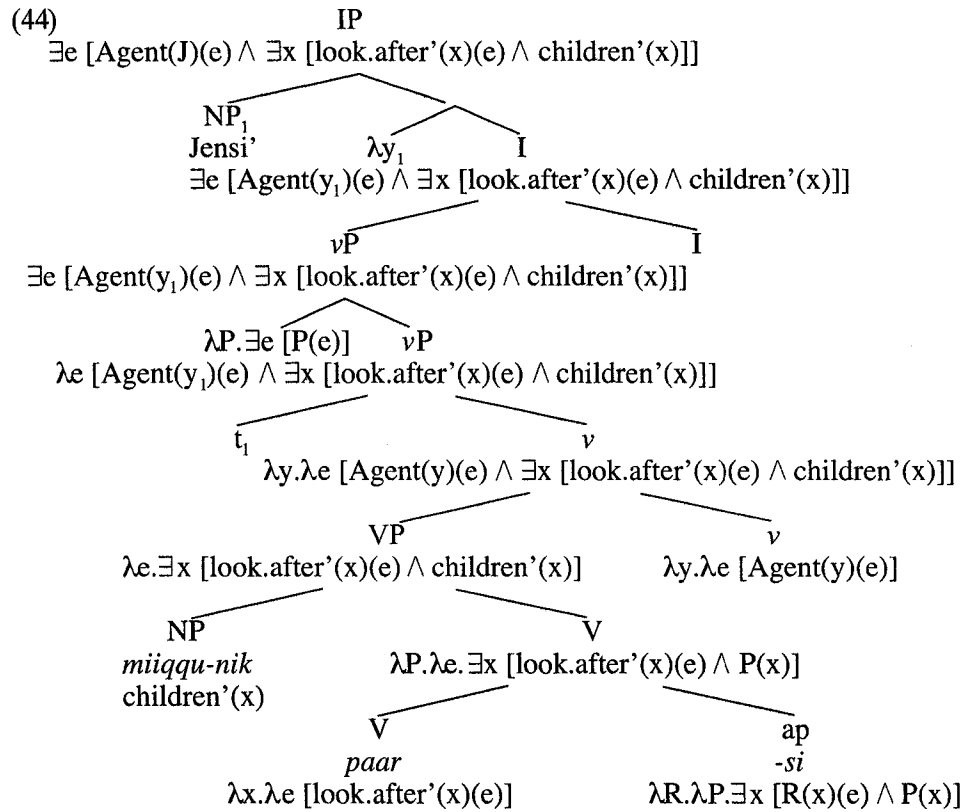 (44) IP
∃e [Agent(J)(e) ∧ ∃x [look.after’(x)(e) ∧ children’(x)]]
NP₁
Jensi’ λy₁ I
∃e [Agent(y₁)(e) ∧ ∃x [look.after’(x)(e) ∧ children’(x)]]
vP I
∃e [Agent(y₁)(e) ∧ ∃x [look.after’(x)(e) ∧ children’(x)]]
λP.∃e [P(e)] vP
λe [Agent(y₁)(e) ∧ ∃x [look.after’(x)(e) ∧ children’(x)]]
t₁ v
λy.λe [Agent(y)(e) ∧ ∃x [look.after’(x)(e) ∧ children’(x)]]
VP v
λe.∃x [look.after’(x)(e) ∧ children’(x)] λy.λe [Agent(y)(e)]
NP V
miiqqu-nik λP.λe.∃x [look.after’(x)(e) ∧ P(x)]
children’(x)
V ap
paar -si
λx.λe [look.after’(x)(e)] λR.λP.∃x [R(x)(e) ∧ P(x)]